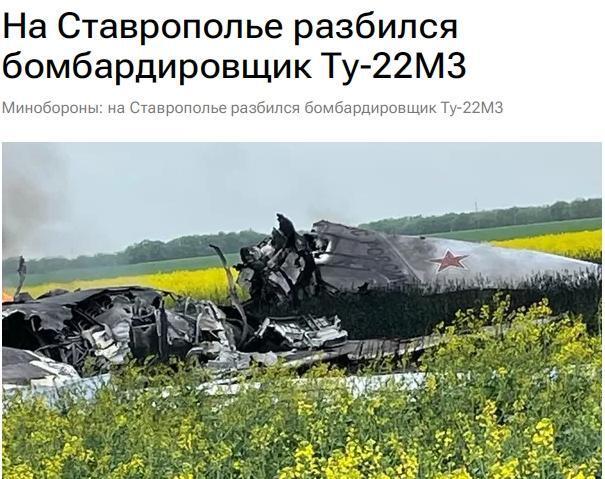 На Ставрополье разбился
бомбардировщик Ту-22М3
Минобороны: на Ставрополье разбился бомбардировщик Ту-22М3